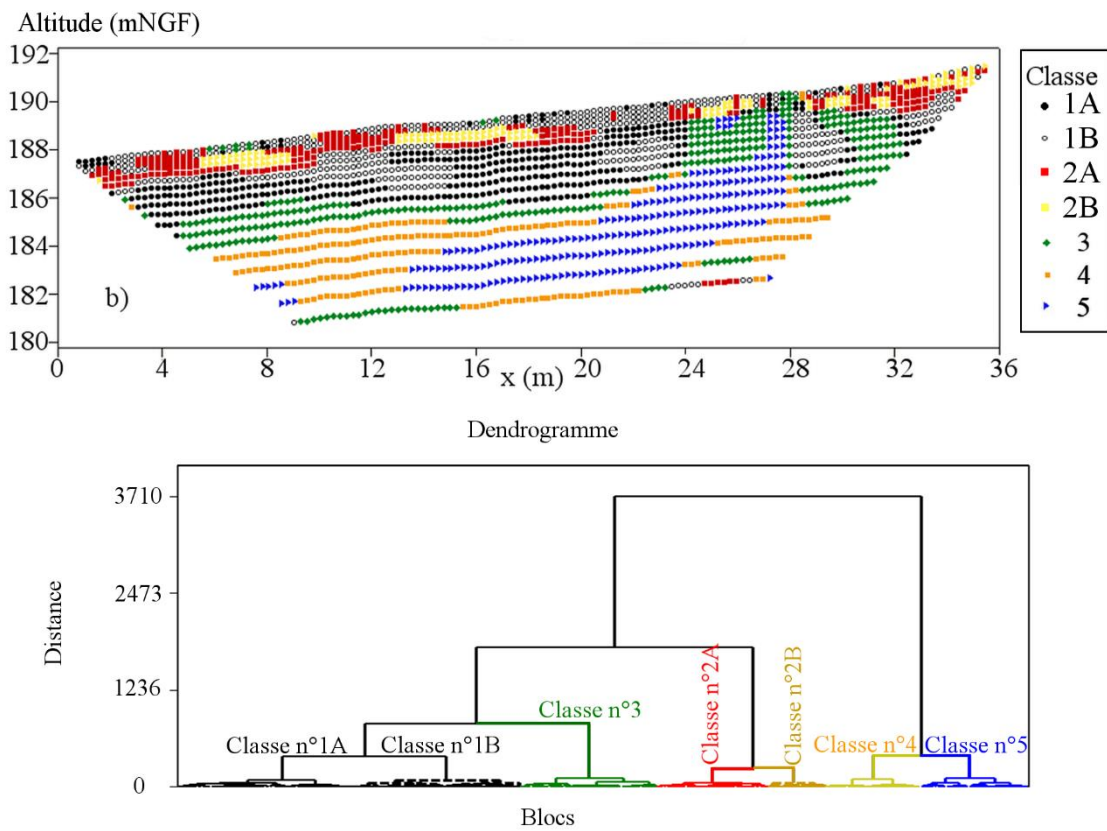 Altitude (mNGF)
192
190
188
186
184
182
180
b)
0 4 8 12 16 20 24 28 32 36
x (m)
Classe
1A
1B
2A
2B
3
4
5
Dendrogramme
3710
2473
1236
0
Distance
Classe n°1A
Classe n°1B
Classe n°3
Classe n°2A
Classe n°2B
Classe n°4
Classe n°5
Blocs